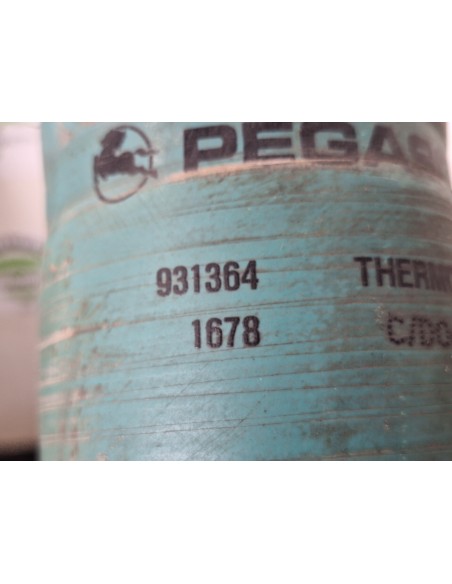 PEGAS
931364 THERM
1678 C/DO